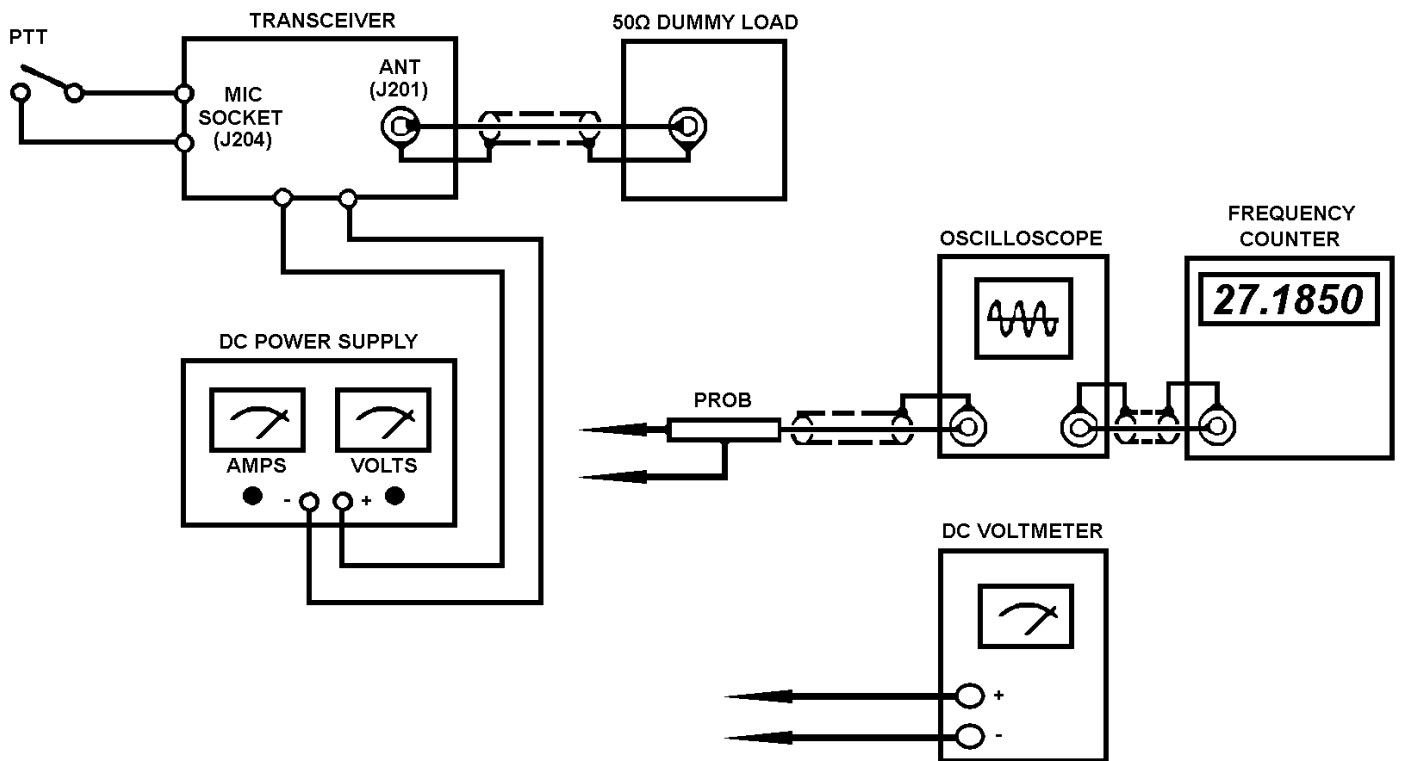 TRANSCEIVER
50Ω DUMMY LOAD
PTT
ANT
(J201)
MIC
SOCKET
(J204)
FREQUENCY
COUNTER
OSCILLOSCOPE
27.1850
DC POWER SUPPLY
PROB
AMPS
VOLTS
- +
DC VOLTMETER
+
-